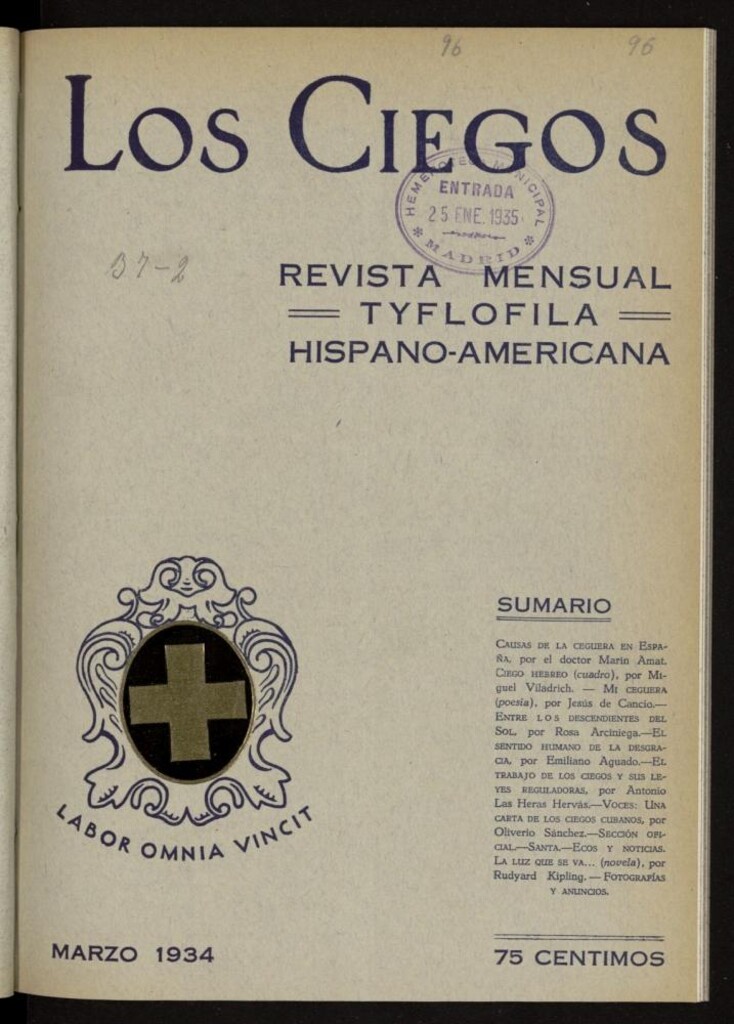 96
96
LOS CIEGOS
HEMEROTECA MUNICIPAL
ENTRADA
25 ENE. 1935
* MADRID *
B7-2
REVISTA MENSUAL
TYFLOFILA
HISPANO-AMERICANA
SUMARIO
CAUSAS DE LA CEGUERA EN ESPA-
ÑA, por el doctor Marin Amat.
CIEGO HEBREO (cuadro), por Mi-
guel Viladrich. — MI CEGUERA
(poesia), por Jesús de Cancio.—
ENTRE LOS DESCENDIENTES DEL
SOL, por Rosa Arciniega.—EL
SENTIDO HUMANO DE LA DESGRA-
CIA, por Emiliano Aguado.—EL
TRABAJO DE LOS CIEGOS Y SUS LE-
YES REGULADORAS, por Antonio
Las Heras Hervás.—VOCES: UNA
CARTA DE LOS CIEGOS CUBANOS, por
Oliverio Sánchez.—SECCIÓN OFI-
CIAL.—SANTA.—ECOS Y NOTICIAS.
LA LUZ QUE SE VA... (novela), por
Rudyard Kipling. — FOTOGRAFÍAS
Y ANUNCIOS.
LABOR OMNIA VINCIT
MARZO 1934
75 CENTIMOS